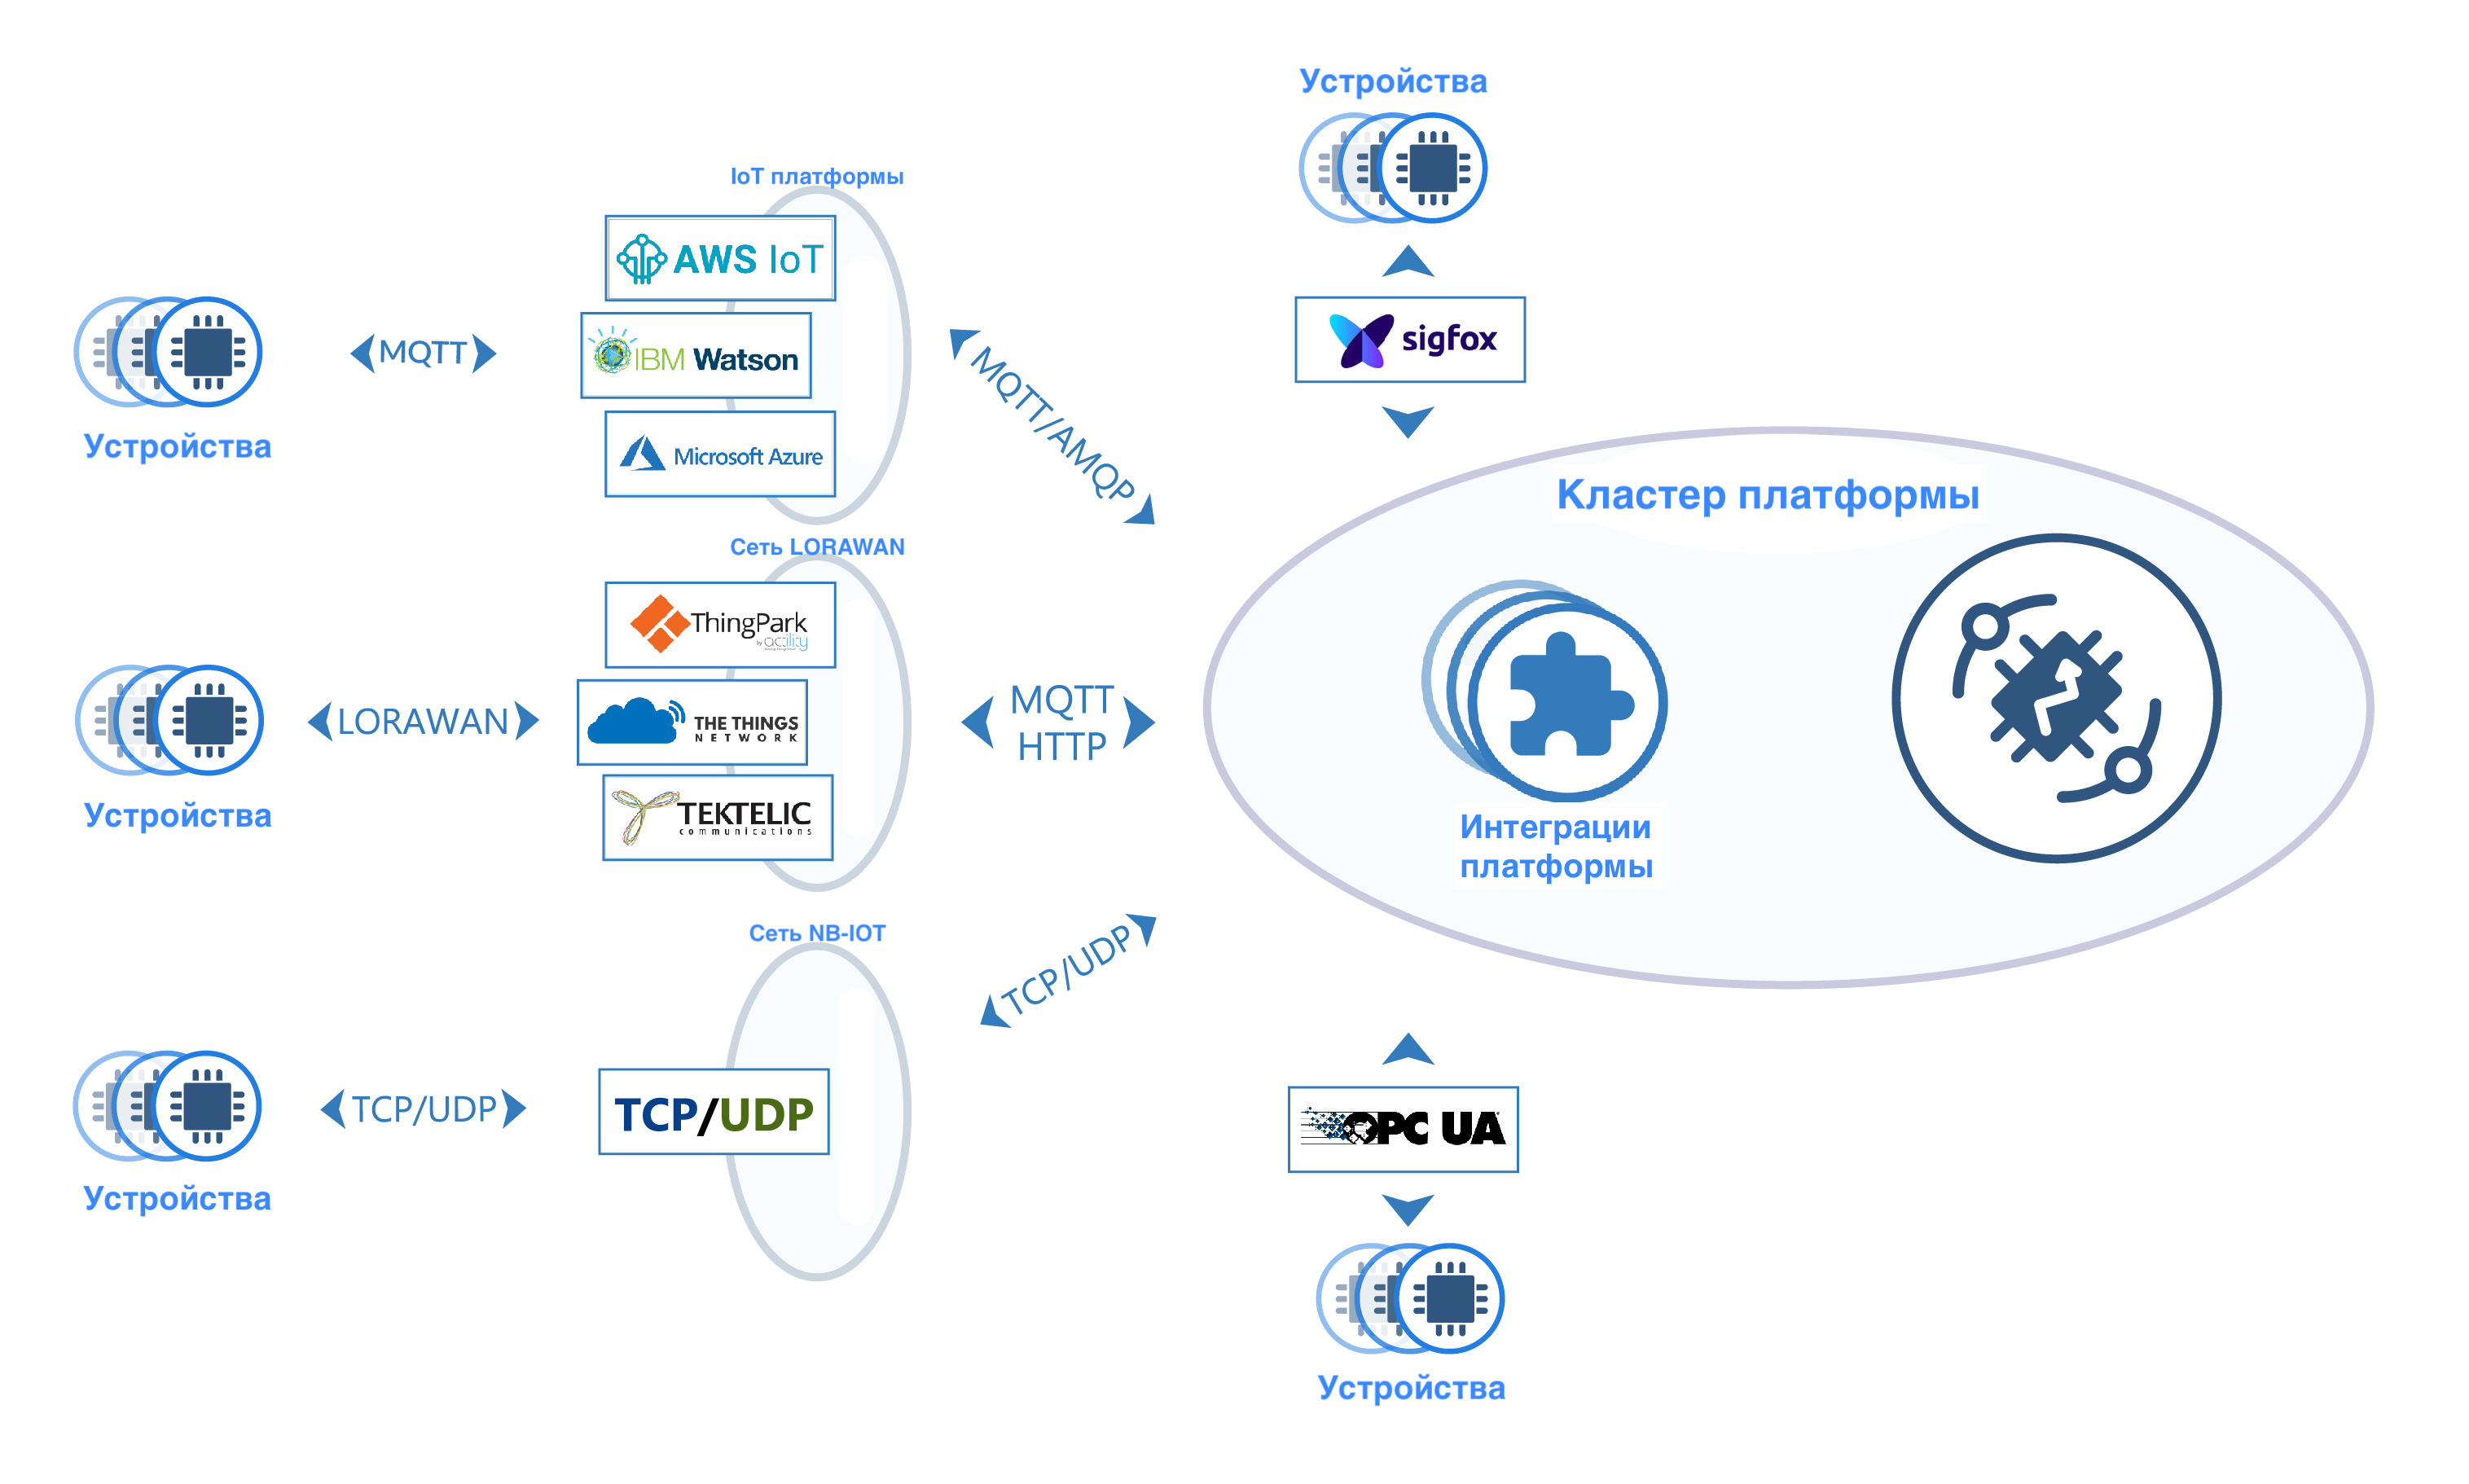 Устройства
IoT платформы
AWS IoT
sigfox
MQTT
IBM Watson
Устройства
Microsoft Azure
MQTT/AMQP
Кластер платформы
Сеть LORAWAN
ThingPark
by actility
LORAWAN
THE THINGS
NETWORK
MQTT
HTTP
Устройства
TEKTELIC
communications
Интеграции
платформы
Сеть NB-IOT
TCP/UDP
TCP/UDP
TCP/UDP
OPC UA
Устройства
Устройства